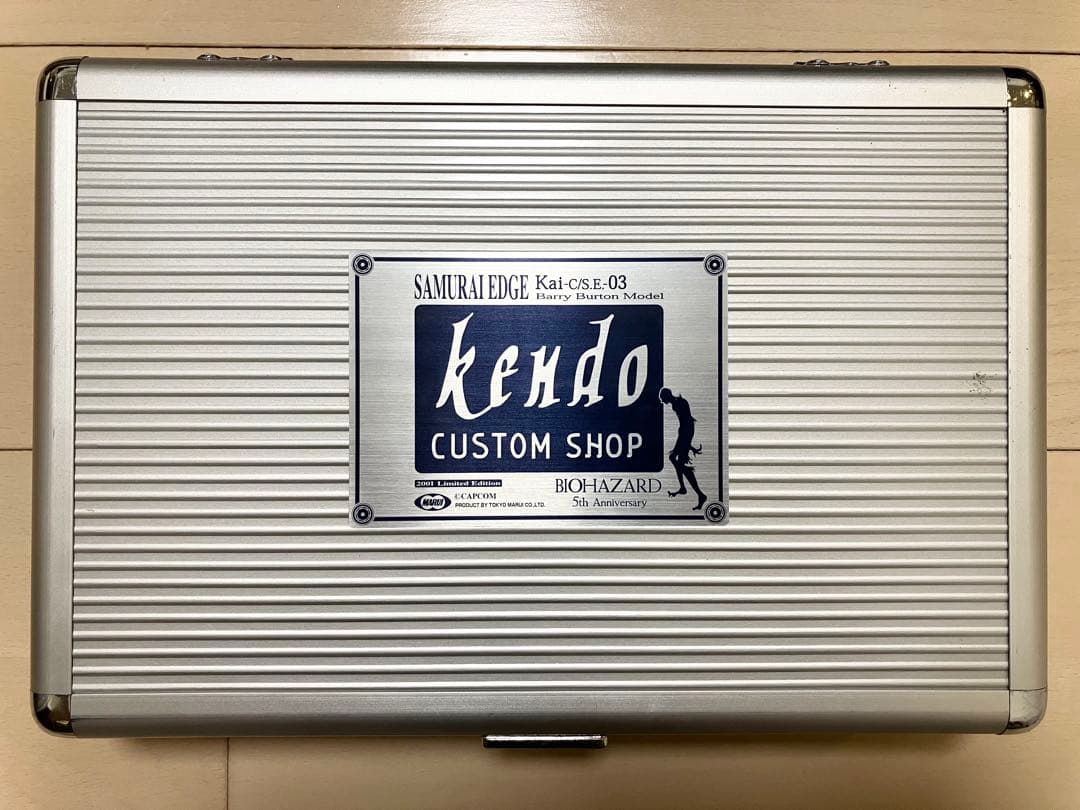 SAMURAI EDGE Kai-C/S.E.-03
Barry Burton Model
Kendo
CUSTOM SHOP
2001 Limited Edition
BIOHAZARD
5th Anniversary
MARUI
©CAPCOM
PRODUCT BY TOKYO MARUI CO.,LTD.